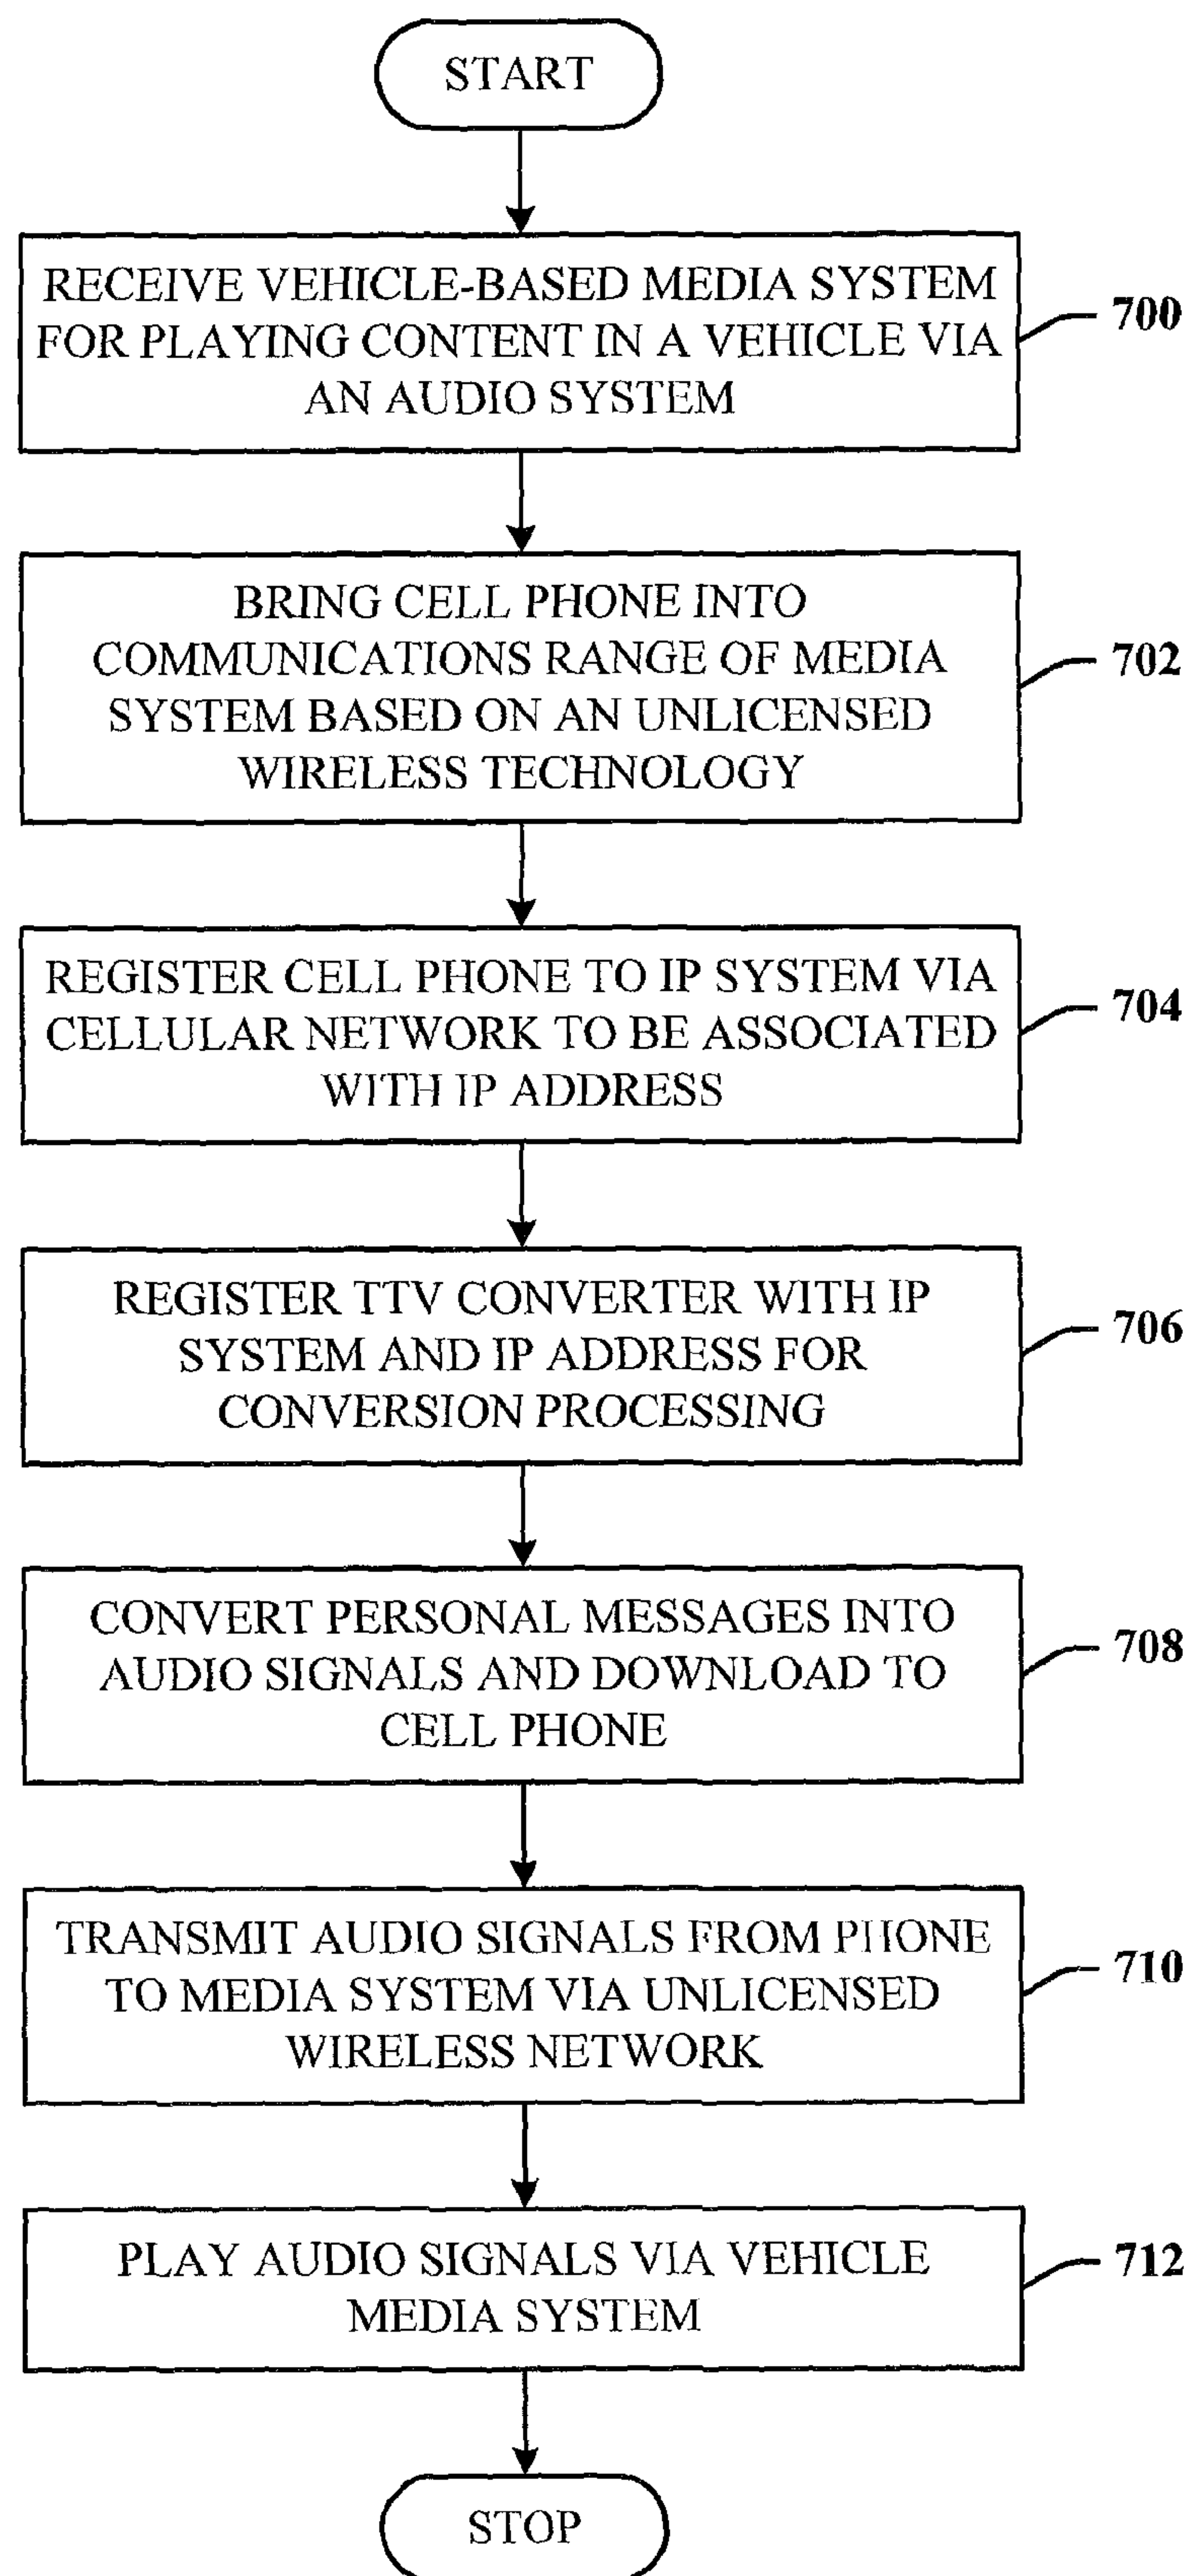 START
RECEIVE VEHICLE-BASED MEDIA SYSTEM
FOR PLAYING CONTENT IN A VEHICLE VIA
AN AUDIO SYSTEM
700
BRING CELL PHONE INTO
COMMUNICATIONS RANGE OF MEDIA
SYSTEM BASED ON AN UNLICENSED
WIRELESS TECHNOLOGY
702
REGISTER CELL PHONE TO IP SYSTEM VIA
CELLULAR NETWORK TO BE ASSOCIATED
WITH IP ADDRESS
704
REGISTER TTV CONVERTER WITH IP
SYSTEM AND IP ADDRESS FOR
CONVERSION PROCESSING
706
CONVERT PERSONAL MESSAGES INTO
AUDIO SIGNALS AND DOWNLOAD TO
CELL PHONE
708
TRANSMIT AUDIO SIGNALS FROM PHONE
TO MEDIA SYSTEM VIA UNLICENSED
WIRELESS NETWORK
710
PLAY AUDIO SIGNALS VIA VEHICLE
MEDIA SYSTEM
712
STOP